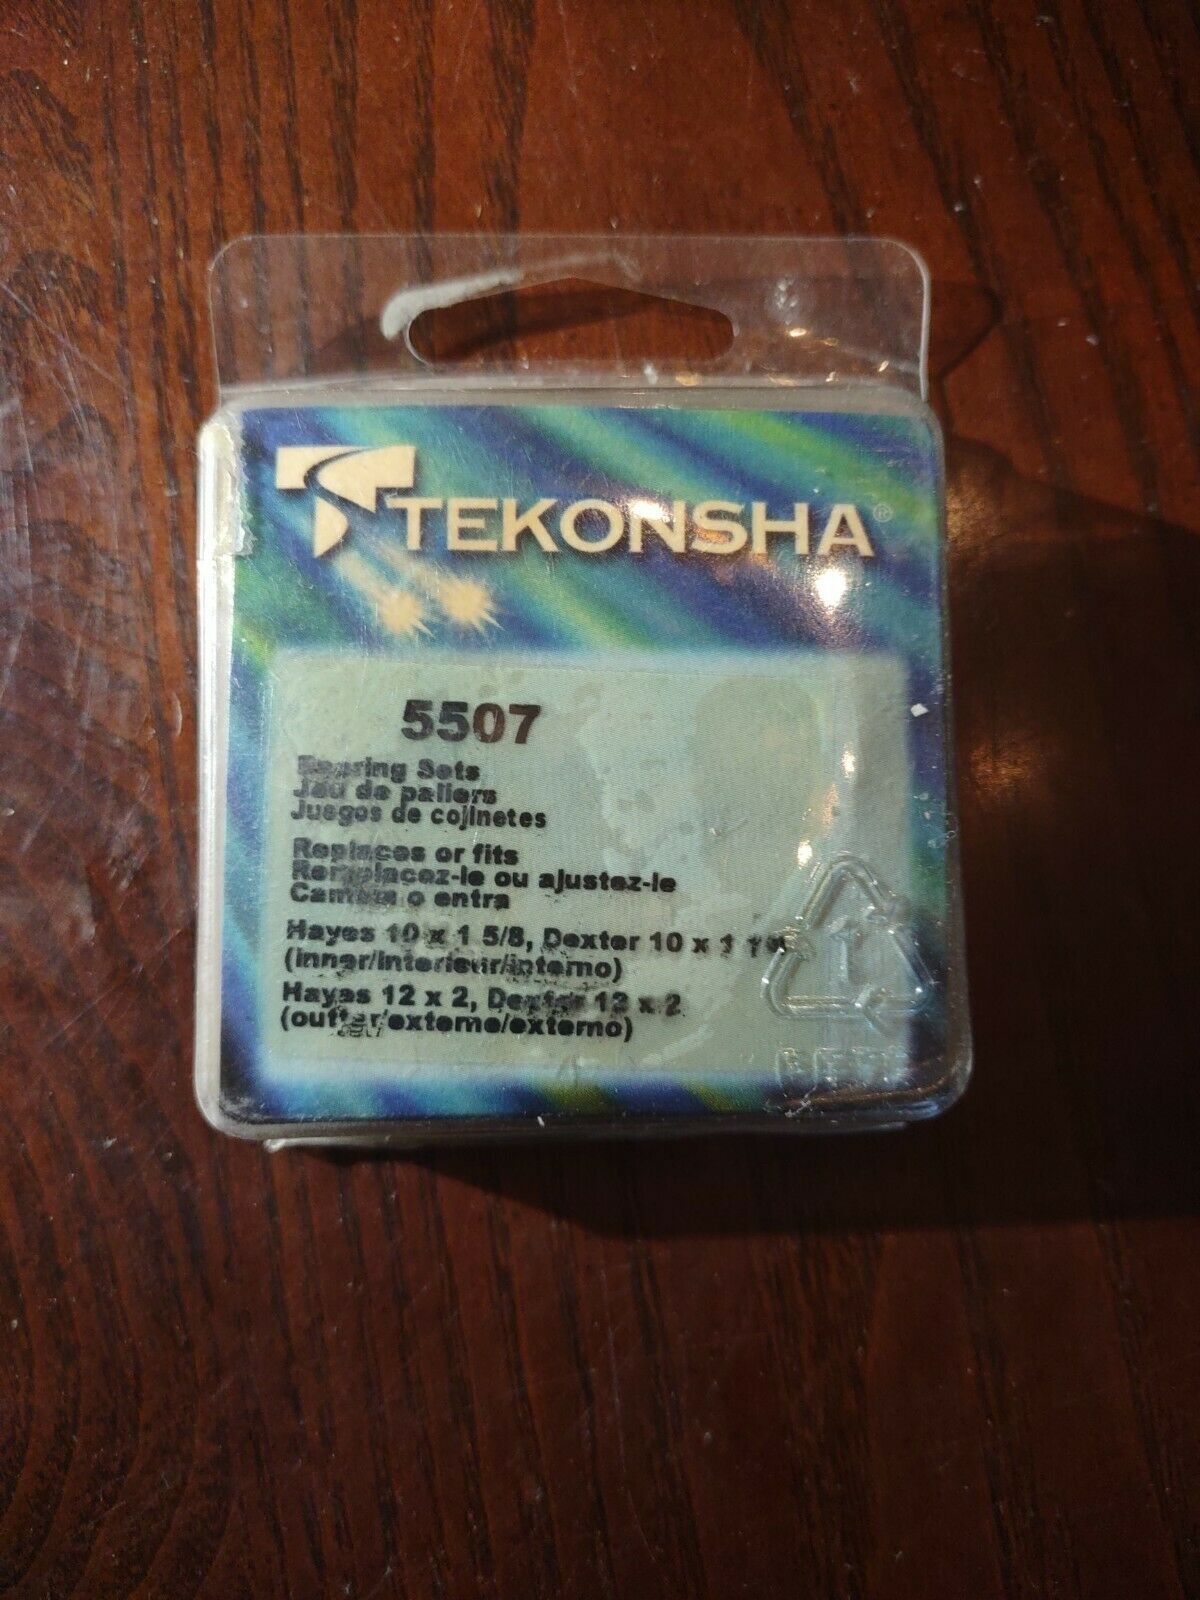 TEKONSHA®
5507
Bearing Sets
Jeu de paliers
Juegos de cojinetes
Replaces or fits
Remplacez-le ou ajustez-le
o entra
Hayes 10 x 1 5/8, Dexter 10 x 1
(inner/interieur/interno)
Hayes 12 x 2, Dexter 12 x 2
(outter/externe/externo)
1